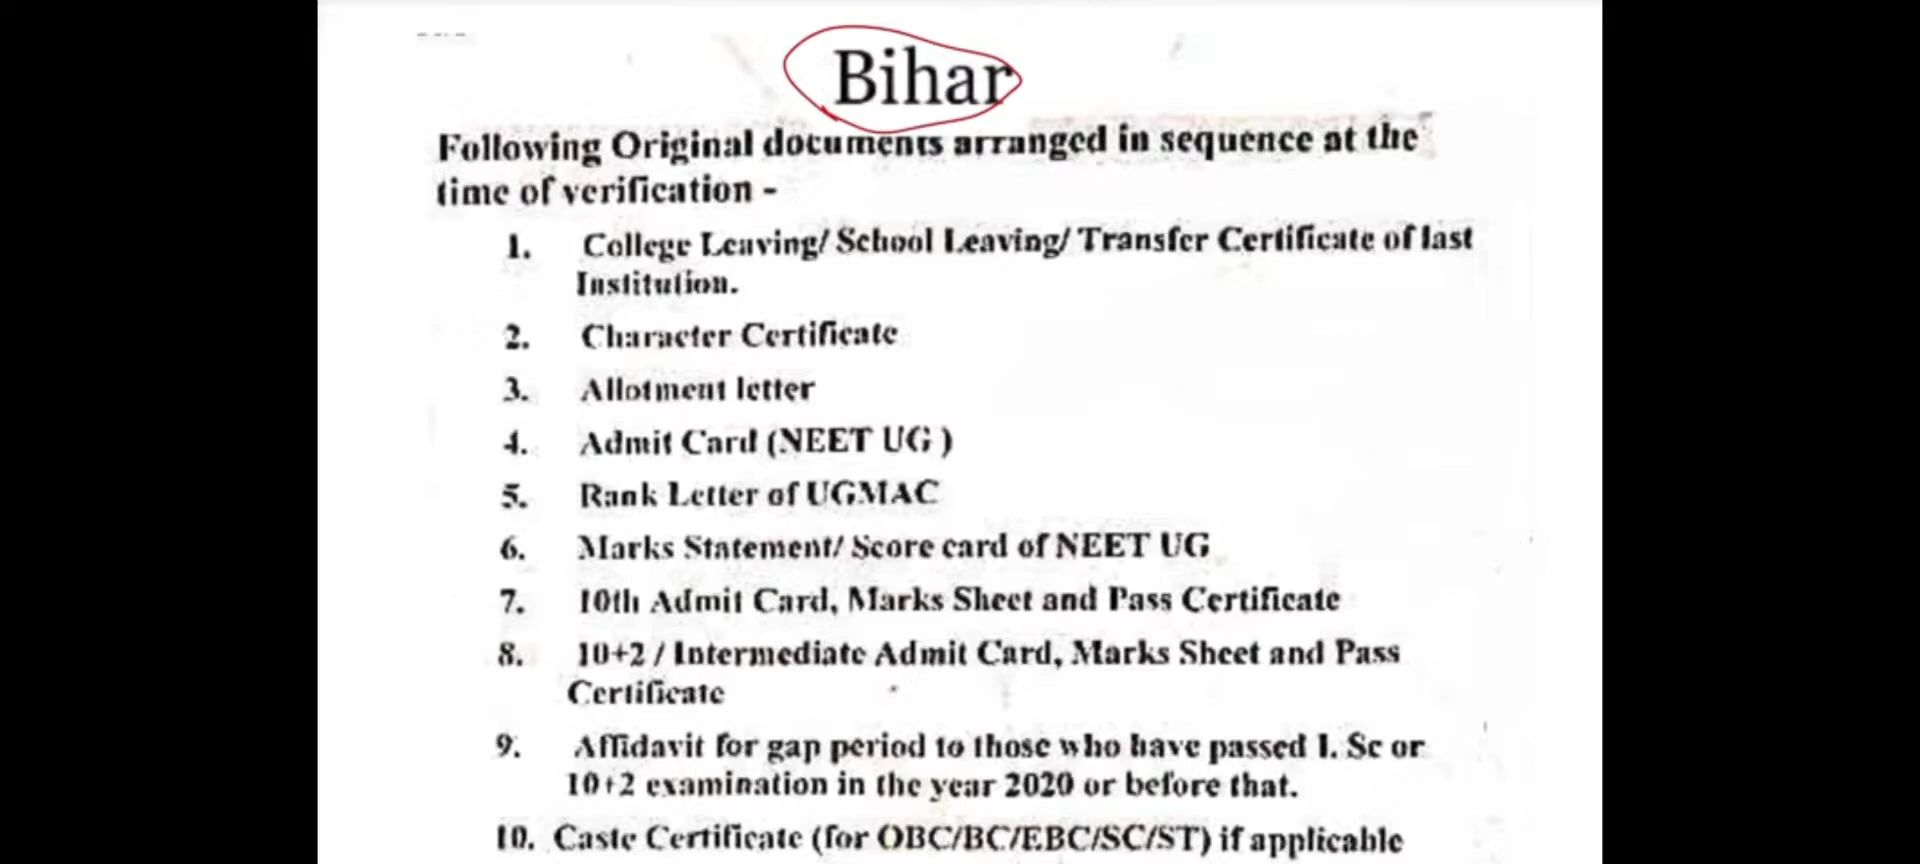 Bihar
Following Original documents arranged in sequence at the
time of verification -
1. College Leaving/ School Leaving/ Transfer Certificate of last
Institution.
2. Character Certificate
3. Allotment letter
4. Admit Card (NEET UG )
5. Rank Letter of UGMAC
6. Marks Statement/ Score card of NEET UG
7. 10th Admit Card, Marks Sheet and Pass Certificate
8. 10+2 / Intermediate Admit Card, Marks Sheet and Pass
Certificate
9. Affidavit for gap period to those who have passed I. Sc or
10+2 examination in the year 2020 or before that.
10. Caste Certificate (for OBC/BC/EBC/SC/ST) if applicable